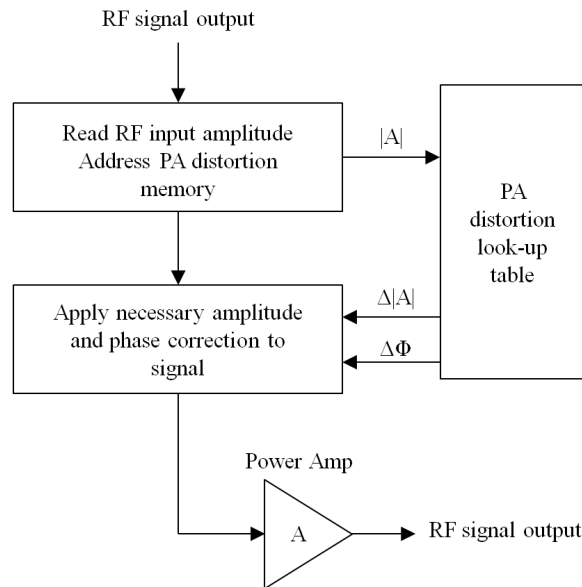 RF signal output
Read RF input amplitude
Address PA distortion
memory
|A|
PA
distortion
look-up
table
Apply necessary amplitude
and phase correction to
signal
Δ|A|
ΔΦ
Power Amp
A
RF signal output